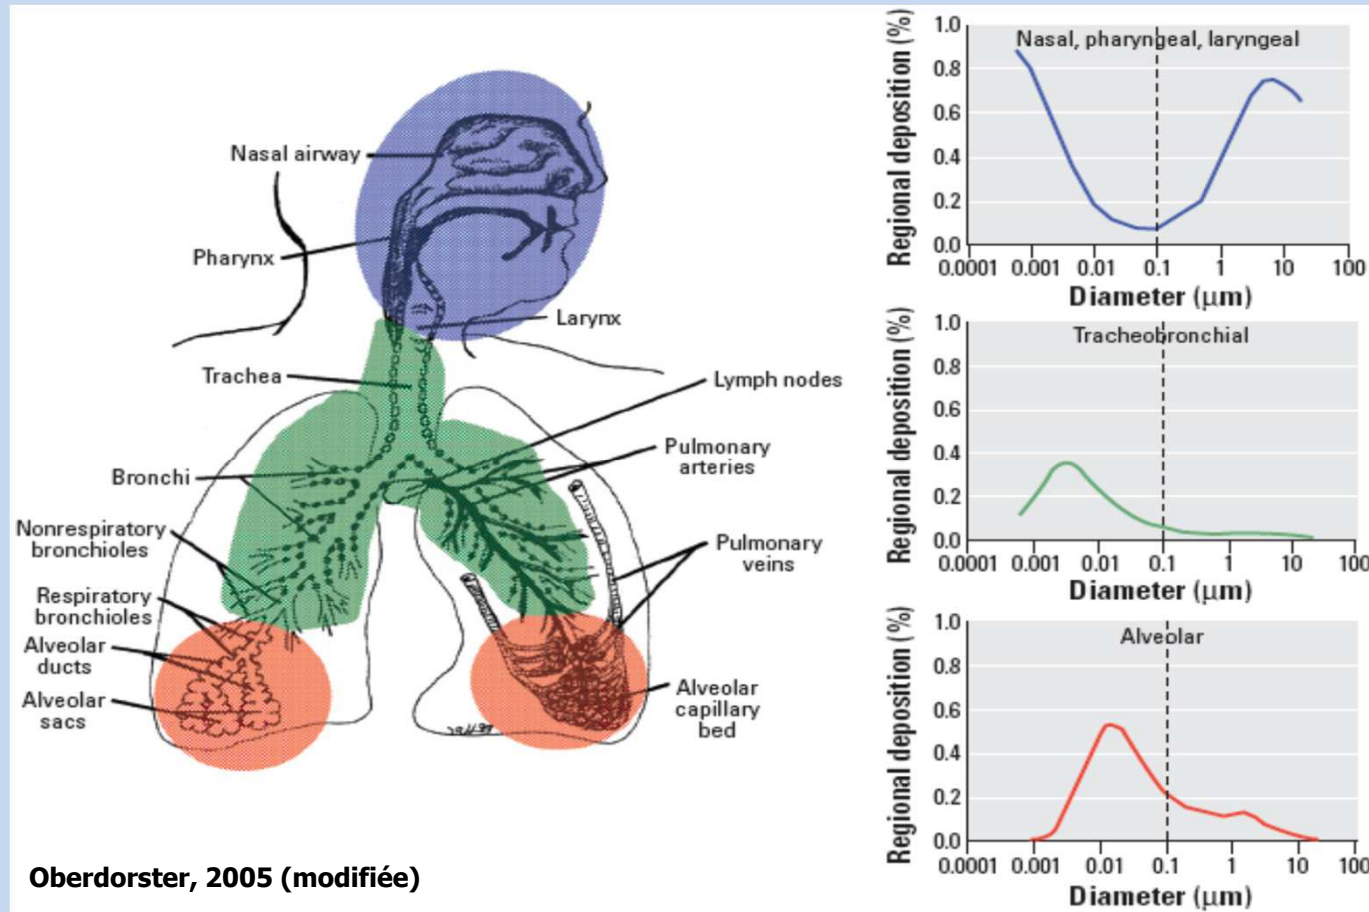 Nasal airway
Pharynx
Larynx
Trachea
Lymph nodes
Pulmonary
arteries
Bronchi
Nonrespiratory
bronchioles
Pulmonary
veins
Respiratory
bronchioles
Alveolar
ducts
Alveolar
sacs
Alveolar
capillary
bed
Oberdorster, 2005 (modifiée)
Regional deposition (%)
1.0
0.8
0.6
0.4
0.2
0.0
Nasal, pharyngeal, laryngeal
0.0001 0.001 0.01 0.1 1 10 100
Diameter (μm)
Regional deposition (%)
1.0
0.8
0.6
0.4
0.2
0.0
Tracheobronchial
0.0001 0.001 0.01 0.1 1 10 100
Diameter (μm)
Regional deposition (%)
1.0
0.8
0.6
0.4
0.2
0.0
Alveolar
0.0001 0.001 0.01 0.1 1 10 100
Diameter (μm)